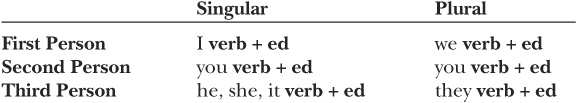 Singular Plural
First Person I verb + ed we verb + ed
Second Person you verb + ed you verb + ed
Third Person he, she, it verb + ed they verb + ed